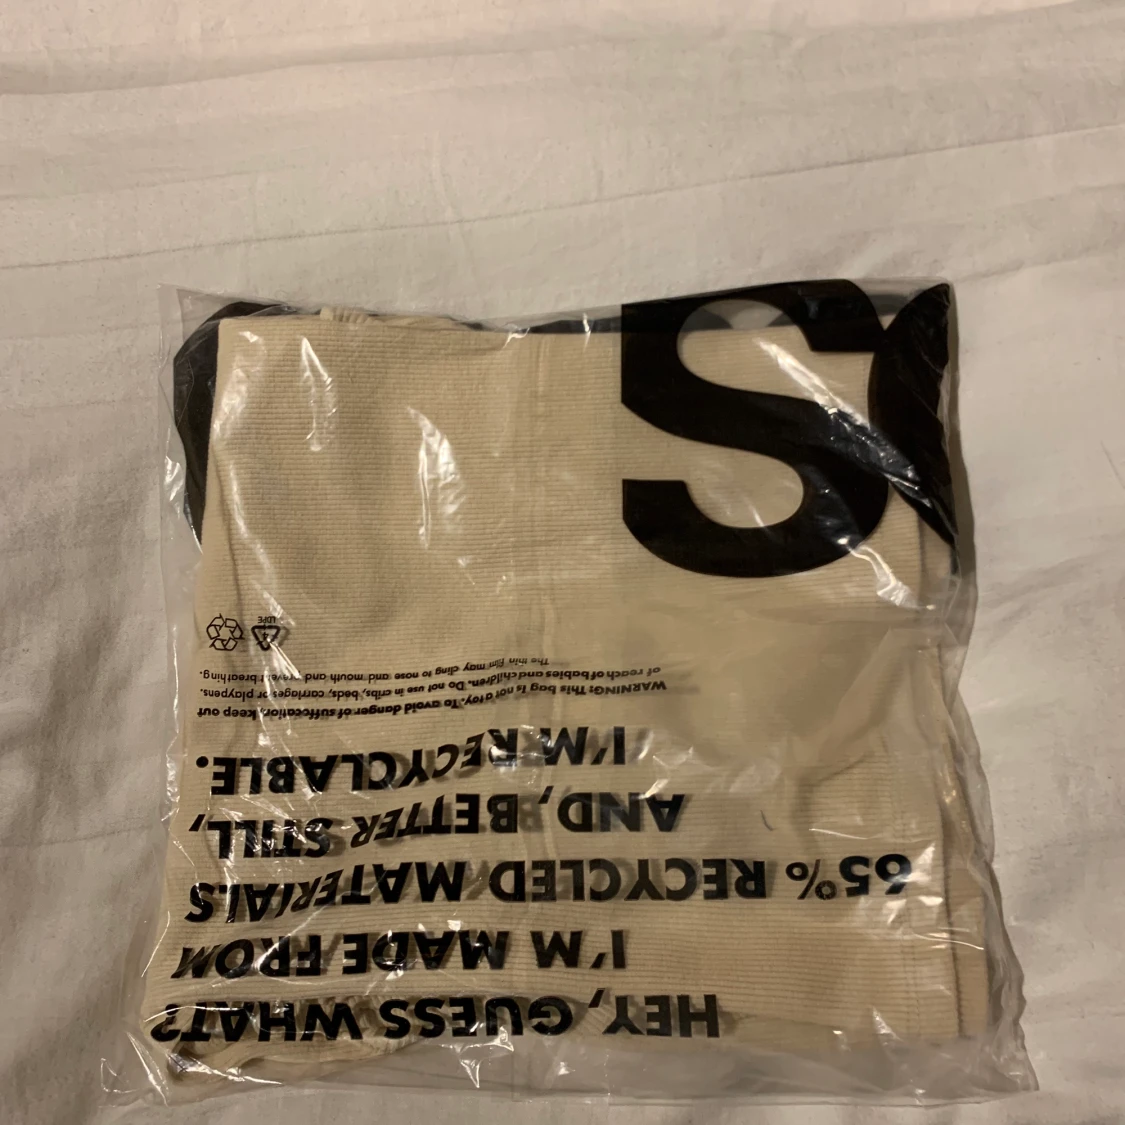 HEY, GUESS WHAT?
I'M MADE FROM
65% RECYCLED MATERIALS
AND, BETTER STILL,
I'M RECYCLABLE.
WARNING: This bag is not a toy. To avoid danger of suffocation, keep out
of reach of babies and children. Do not use in cribs, beds, carriages or playpens.
The thin film may cling to nose and mouth and prevent breathing.
4
LDPE